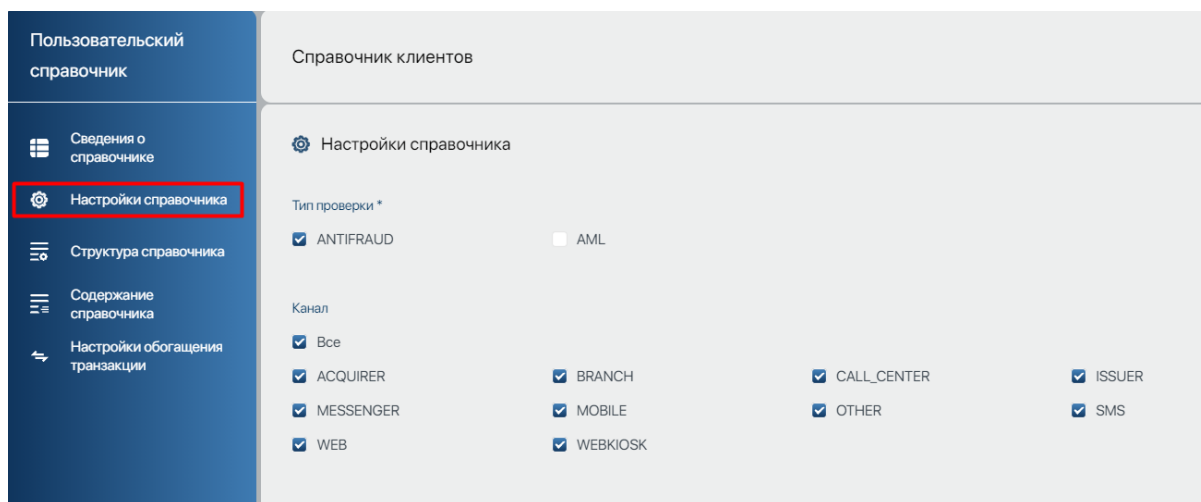 Пользовательский
справочник
Сведения о
справочнике
Настройки справочника
Структура справочника
Содержание
справочника
Настройки обогащения
транзакции
Справочник клиентов
Настройки справочника
Тип проверки *
ANTIFRAUD AML
Канал
Все
ACQUIRER BRANCH CALL_CENTER ISSUER
MESSENGER MOBILE OTHER SMS
WEB WEBKIOSK